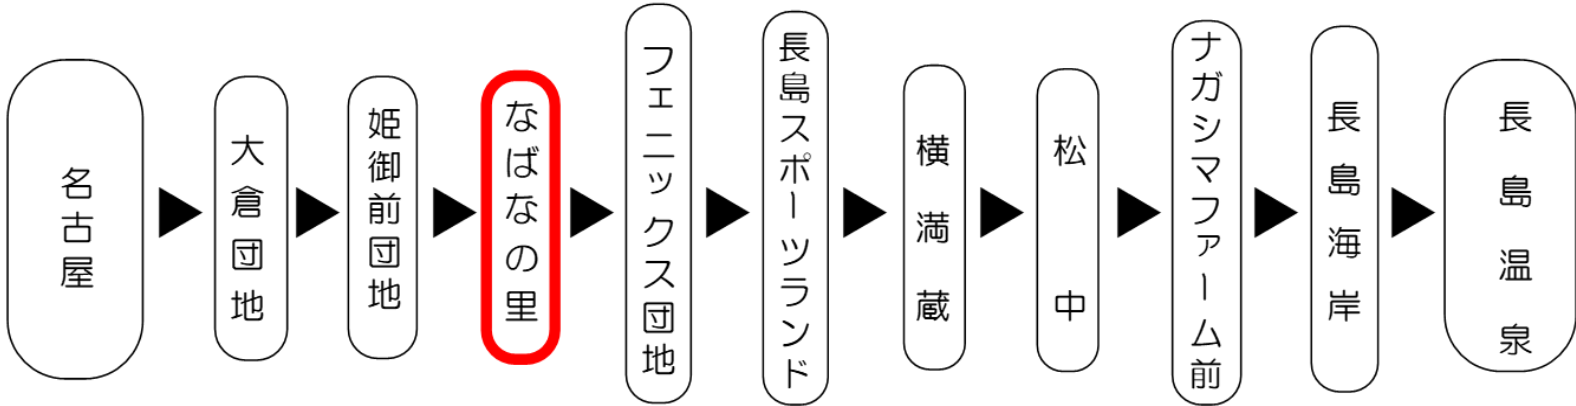 名古屋
大倉団地
姫御前団地
なばなの里
フェニックス団地
長島スポーツランド
横満蔵
松中
ナガシマファーム前
長島海岸
長島温泉